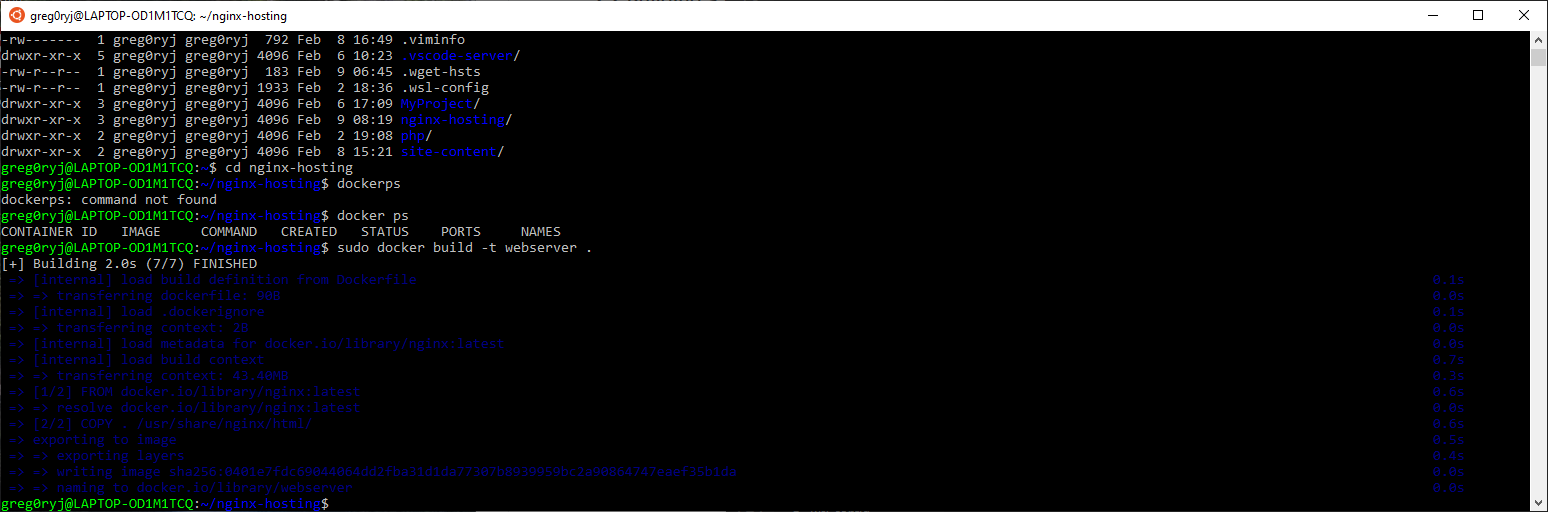 greg0ryj@LAPTOP-OD1M1TCQ: ~/nginx-hosting
-rw-------  1 greg0ryj greg0ryj  792 Feb  8 16:49 .viminfo
drwxr-xr-x  5 greg0ryj greg0ryj 4096 Feb  6 10:23 .vscode-server/
-rw-r--r--  1 greg0ryj greg0ryj  183 Feb  9 06:45 .wget-hsts
-rw-r--r--  1 greg0ryj greg0ryj 1933 Feb  2 18:36 .wsl-config
drwxr-xr-x  3 greg0ryj greg0ryj 4096 Feb  6 17:09 MyProject/
drwxr-xr-x  3 greg0ryj greg0ryj 4096 Feb  9 08:19 nginx-hosting/
drwxr-xr-x  2 greg0ryj greg0ryj 4096 Feb  2 19:08 php/
drwxr-xr-x  2 greg0ryj greg0ryj 4096 Feb  8 15:21 site-content/
greg0ryj@LAPTOP-OD1M1TCQ:~$ cd nginx-hosting
greg0ryj@LAPTOP-OD1M1TCQ:~/nginx-hosting$ dockerps
dockerps: command not found
greg0ryj@LAPTOP-OD1M1TCQ:~/nginx-hosting$ docker ps
CONTAINER ID   IMAGE     COMMAND   CREATED   STATUS    PORTS     NAMES
greg0ryj@LAPTOP-OD1M1TCQ:~/nginx-hosting$ sudo docker build -t webserver .
[+] Building 2.0s (7/7) FINISHED
=> [internal] load build definition from Dockerfile 0.1s
=> => transferring dockerfile: 90B 0.0s
=> [internal] load .dockerignore 0.1s
=> => transferring context: 2B 0.0s
=> [internal] load metadata for docker.io/library/nginx:latest 0.0s
=> [internal] load build context 0.7s
=> => transferring context: 43.40MB 0.3s
=> [1/2] FROM docker.io/library/nginx:latest 0.6s
=> => resolve docker.io/library/nginx:latest 0.0s
=> [2/2] COPY . /usr/share/nginx/html/ 0.6s
=> exporting to image 0.5s
=> => exporting layers 0.4s
=> => writing image 0.0s
=> => naming to docker.io/library/webserver 0.0s
greg0ryj@LAPTOP-OD1M1TCQ:~/nginx-hosting$